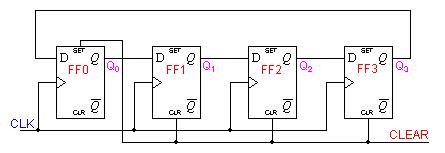 SET SET SET SET
D Q Q0 D Q Q1 D Q Q2 D Q Q3
FF0 FF1 FF2 FF3
Q Q Q Q
CLR CLR CLR CLR
CLK
CLEAR